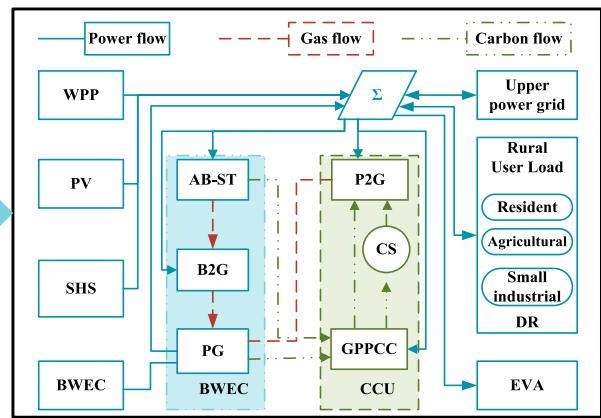 Power flow
Gas flow
Carbon flow
WPP
Σ
Upper
power grid
PV
AB-ST
P2G
Rural
User Load
Resident
Agricultural
Small
industrial
DR
CS
B2G
SHS
PG
GPPCC
BWEC
BWEC
CCU
EVA